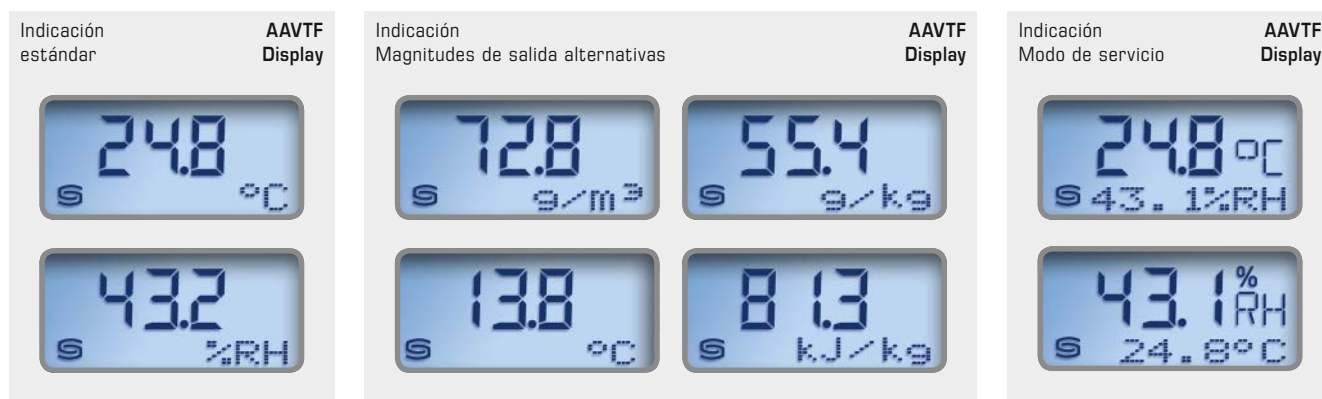 Indicación AAVTF
estándar Display
24.8
°C
43.2
%RH
Indicación AAVTF
Magnitudes de salida alternativas Display
72.8
g/m³
55.4
g/kg
13.8
°C
81.3
kJ/kg
Indicación AAVTF
Modo de servicio Display
24.8 °C
43.1%RH
43.1 % RH
24.8°C